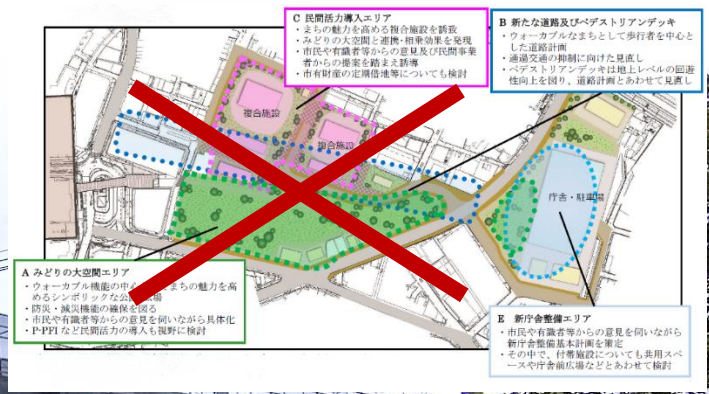 C 民間活力導入エリア
・まちの魅力を高める複合施設を誘致
・みどりの大空間と連携・相乗効果を発現
・市民や有識者等からの意見及び民間事業
者からの提案を踏まえ誘導
・市有財産の定期借地等についても検討
B 新たな道路及びペデストリアンデッキ
・ウォーカブルなまちとして歩行者を中心と
した道路計画
・通過交通の抑制に向けた見直し
・ペデストリアンデッキは地上レベルの回遊
性向上を図り、道路計画とあわせて見直し
複合施設
複合施設
庁舎・駐車場
A みどりの大空間エリア
・ウォーカブル機能の中心
まちの魅力を高
めるシンボリックな公園
広場
・防災・減災機能の確保を図る
・市民や有識者等からの意見を伺いながら具体化
・P-PFIなど民間活力の導入も視野に検討
E 新庁舎整備エリア
・市民や有識者等からの意見を伺いながら
新庁舎整備基本計画を策定
・その中で、付帯施設についても共用スペ
ースや庁舎前広場などとあわせて検討